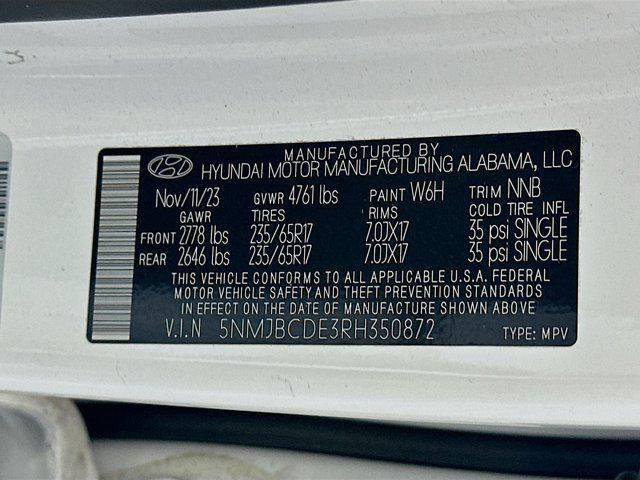 MANUFACTURED BY
HYUNDAI MOTOR MANUFACTURING ALABAMA, LLC
Nov/11/23 GVWR 4761 lbs PAINT W6H TRIM NNB
GAWR TIRES RIMS COLD TIRE INFL
FRONT 2778 lbs 235/65R17 7.0JX17 35 psi SINGLE
REAR 2646 lbs 235/65R17 7.0JX17 35 psi SINGLE
THIS VEHICLE CONFORMS TO ALL APPLICABLE U.S.A. FEDERAL
MOTOR VEHICLE SAFETY AND THEFT PREVENTION STANDARDS
IN EFFECT ON THE DATE OF MANUFACTURE SHOWN ABOVE
V.I.N 5NMJBCDE3RH350872 TYPE: MPV